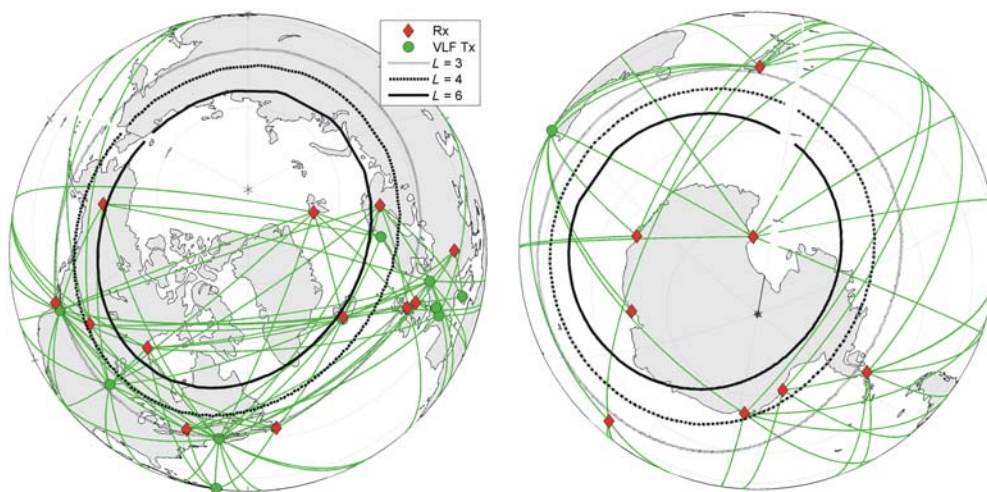 Rx
VLF Tx
L = 3
L = 4
L = 6